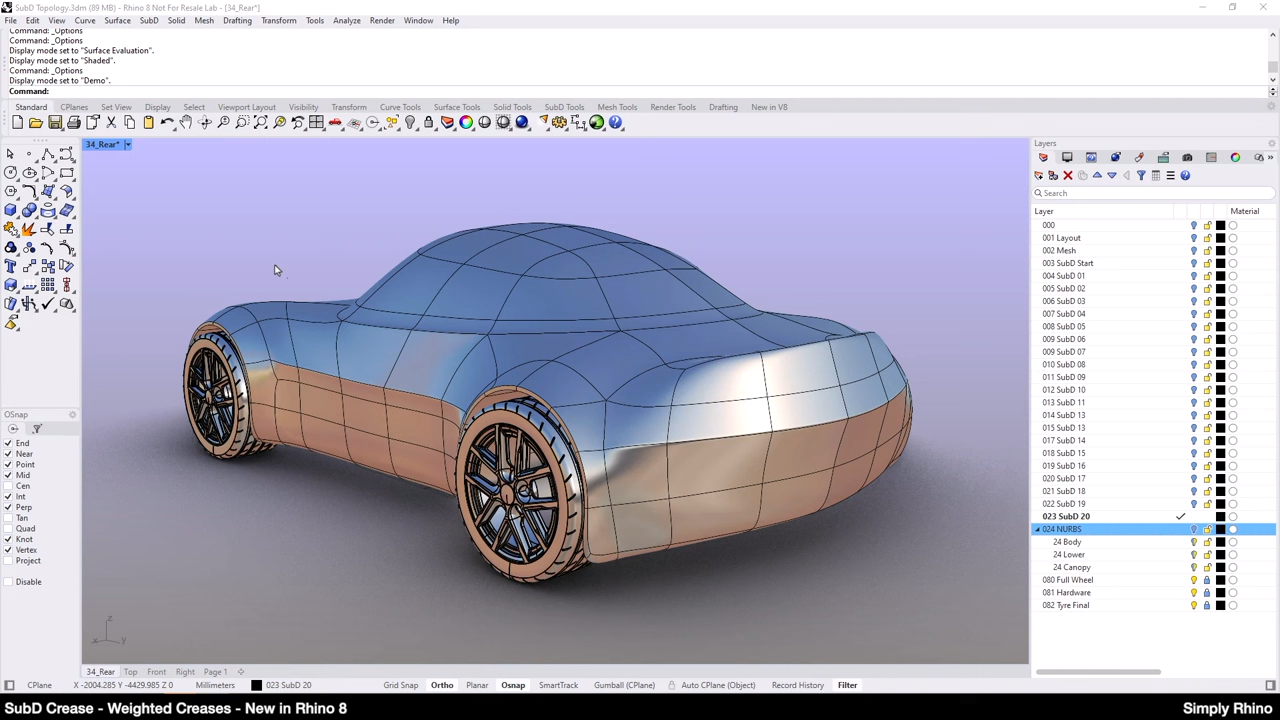 SubD Topology.3dm (89 MB) - Rhino 8 Not For Resale Lab - [34_Rear*]
File Edit View Curve Surface SubD Solid Mesh Drafting Transform Tools Analyze Render Window Help
Command: _Options
Command: _Options
Display mode set to "Surface Evaluation".
Display mode set to "Shaded".
Command: _Options
Display mode set to "Demo".
Command:
Standard CPlanes Set View Display Select Viewport Layout Visibility Transform Curve Tools Surface Tools Solid Tools SubD Tools Mesh Tools Render Tools Drafting New in V8
34_Rear*
Layers
Search
Layer Material
000
001 Layout
002 Mesh
003 SubD Start
004 SubD 01
005 SubD 02
006 SubD 03
007 SubD 04
008 SubD 05
009 SubD 06
009 SubD 07
010 SubD 08
011 SubD 09
012 SubD 10
013 SubD 11
014 SubD 13
015 SubD 13
017 SubD 14
018 SubD 15
019 SubD 16
020 SubD 17
021 SubD 18
022 SubD 19
023 SubD 20
024 NURBS
24 Body
24 Lower
24 Canopy
080 Full Wheel
081 Hardware
082 Tyre Final
OSnap
End
Near
Point
Mid
Cen
Int
Perp
Tan
Quad
Knot
Vertex
Project
Disable
z
x y
34_Rear Top Front Right Page 1
CPlane X -2004.285 Y -4429.985 Z 0 Millimeters 023 SubD 20 Grid Snap Ortho Planar Osnap SmartTrack Gumball (CPlane) Auto CPlane (Object) Record History Filter
SubD Crease - Weighted Creases - New in Rhino 8 Simply Rhino